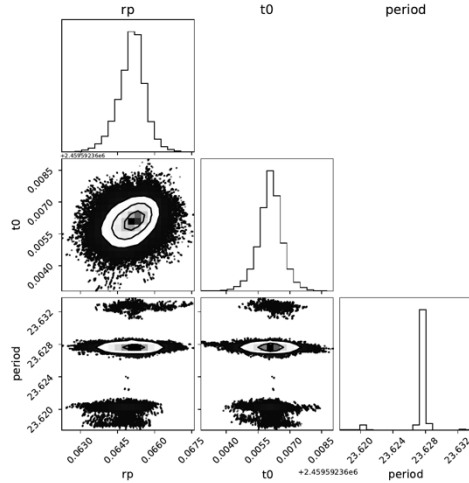 rp
t0
period
+2.45959236e6
t0
0.0085
0.0070
0.0055
0.0040
period
23.632
23.628
23.624
23.620
0.0630
0.0645
0.0660
0.0675
0.0040
0.0055
0.0070
0.0085
23.620
23.624
23.628
23.632
rp
t0
+2.45959236e6
period